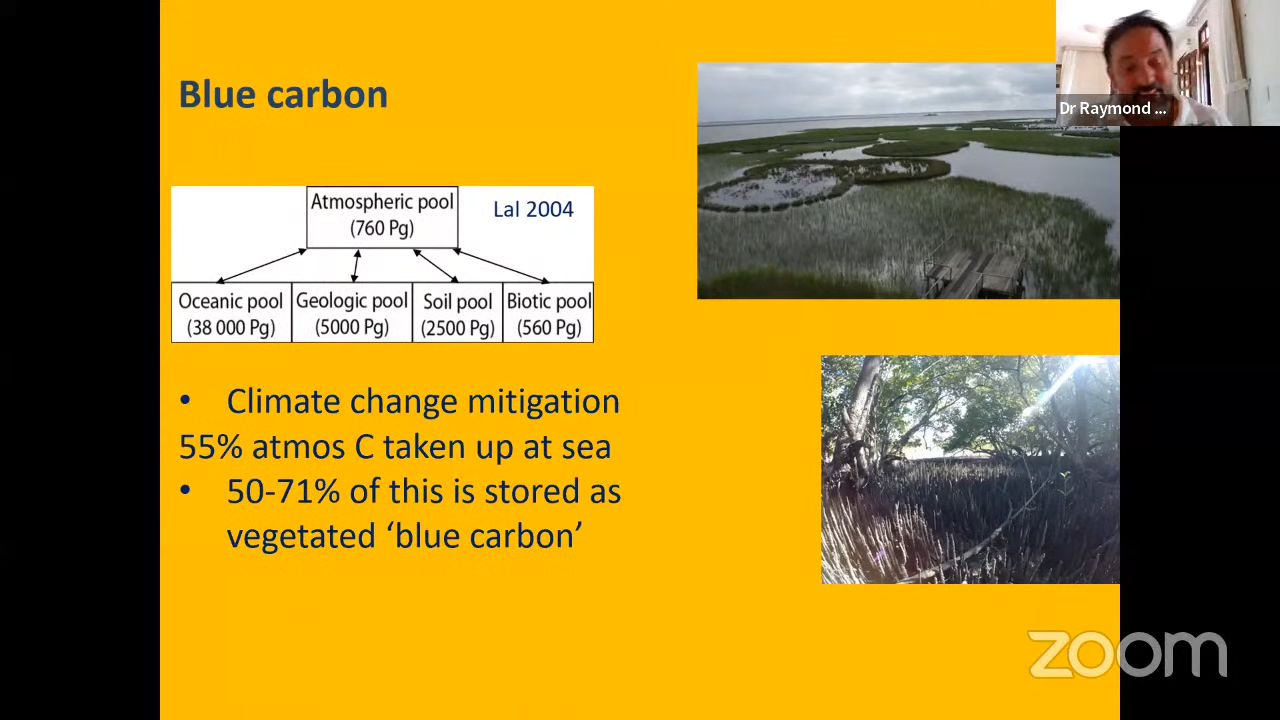 Blue carbon
Dr Raymond ...
Atmospheric pool
(760 Pg)
Lal 2004
Oceanic pool
(38 000 Pg)
Geologic pool
(5000 Pg)
Soil pool
(2500 Pg)
Biotic pool
(560 Pg)
• Climate change mitigation
55% atmos C taken up at sea
• 50-71% of this is stored as
vegetated ‘blue carbon’
zoom